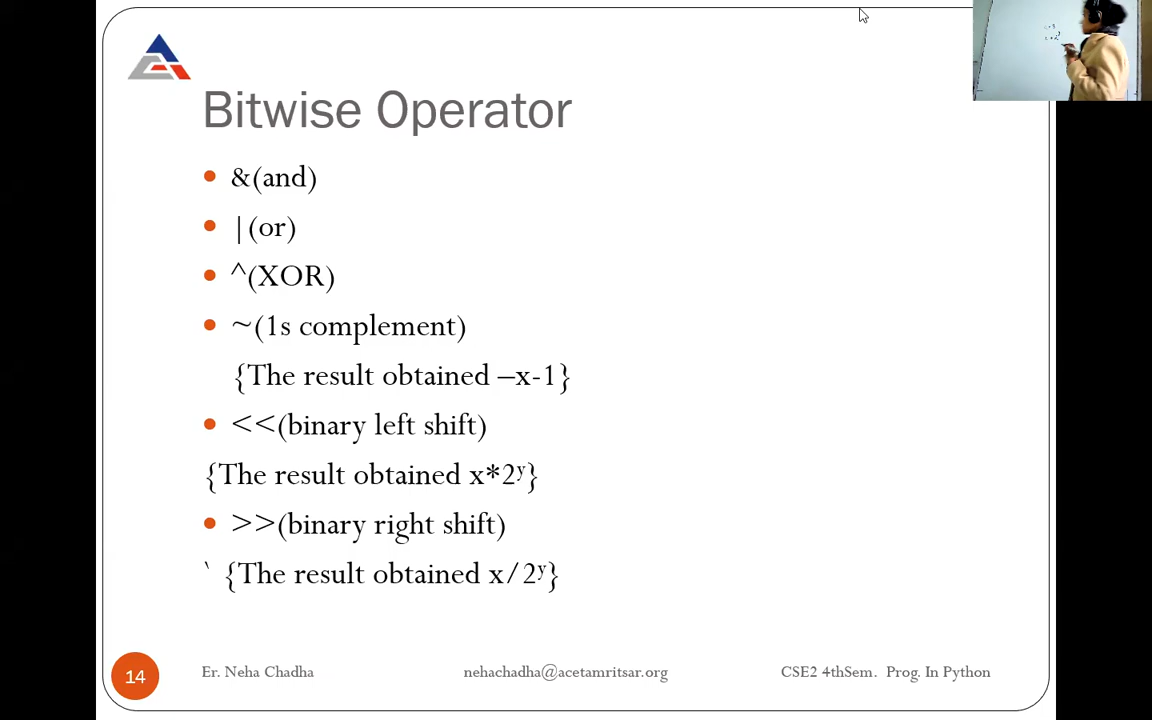 Bitwise Operator
&(and)
|(or)
^(XOR)
~(1s complement)
{The result obtained –x-1}
<<(binary left shift)
{The result obtained x*2ʸ}
>>(binary right shift)
` {The result obtained x/2ʸ}
14
Er. Neha Chadha
nehachadha@acetamritsar.org
CSE2 4thSem. Prog. In Python